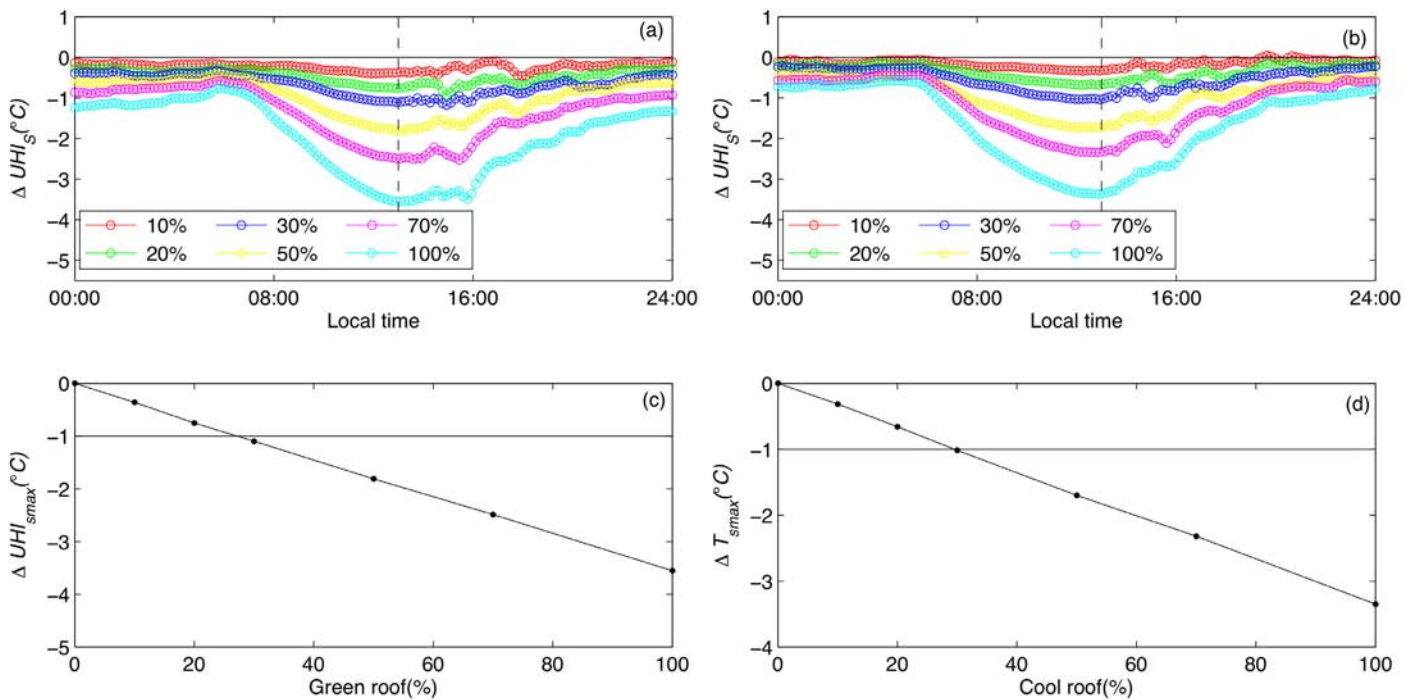 1
0
−1
−2
−3
−4
−5
Δ UHI_S(°C)
(a)
10% 30% 70%
20% 50% 100%
00:00 08:00 16:00 24:00
Local time
1
0
−1
−2
−3
−4
−5
Δ UHI_S(°C)
(b)
10% 30% 70%
20% 50% 100%
00:00 08:00 16:00 24:00
Local time
0
−1
−2
−3
−4
−5
Δ UHI_smax(°C)
(c)
0 20 40 60 80 100
Green roof(%)
0
−1
−2
−3
−4
Δ T_smax(°C)
(d)
0 20 40 60 80 100
Cool roof(%)